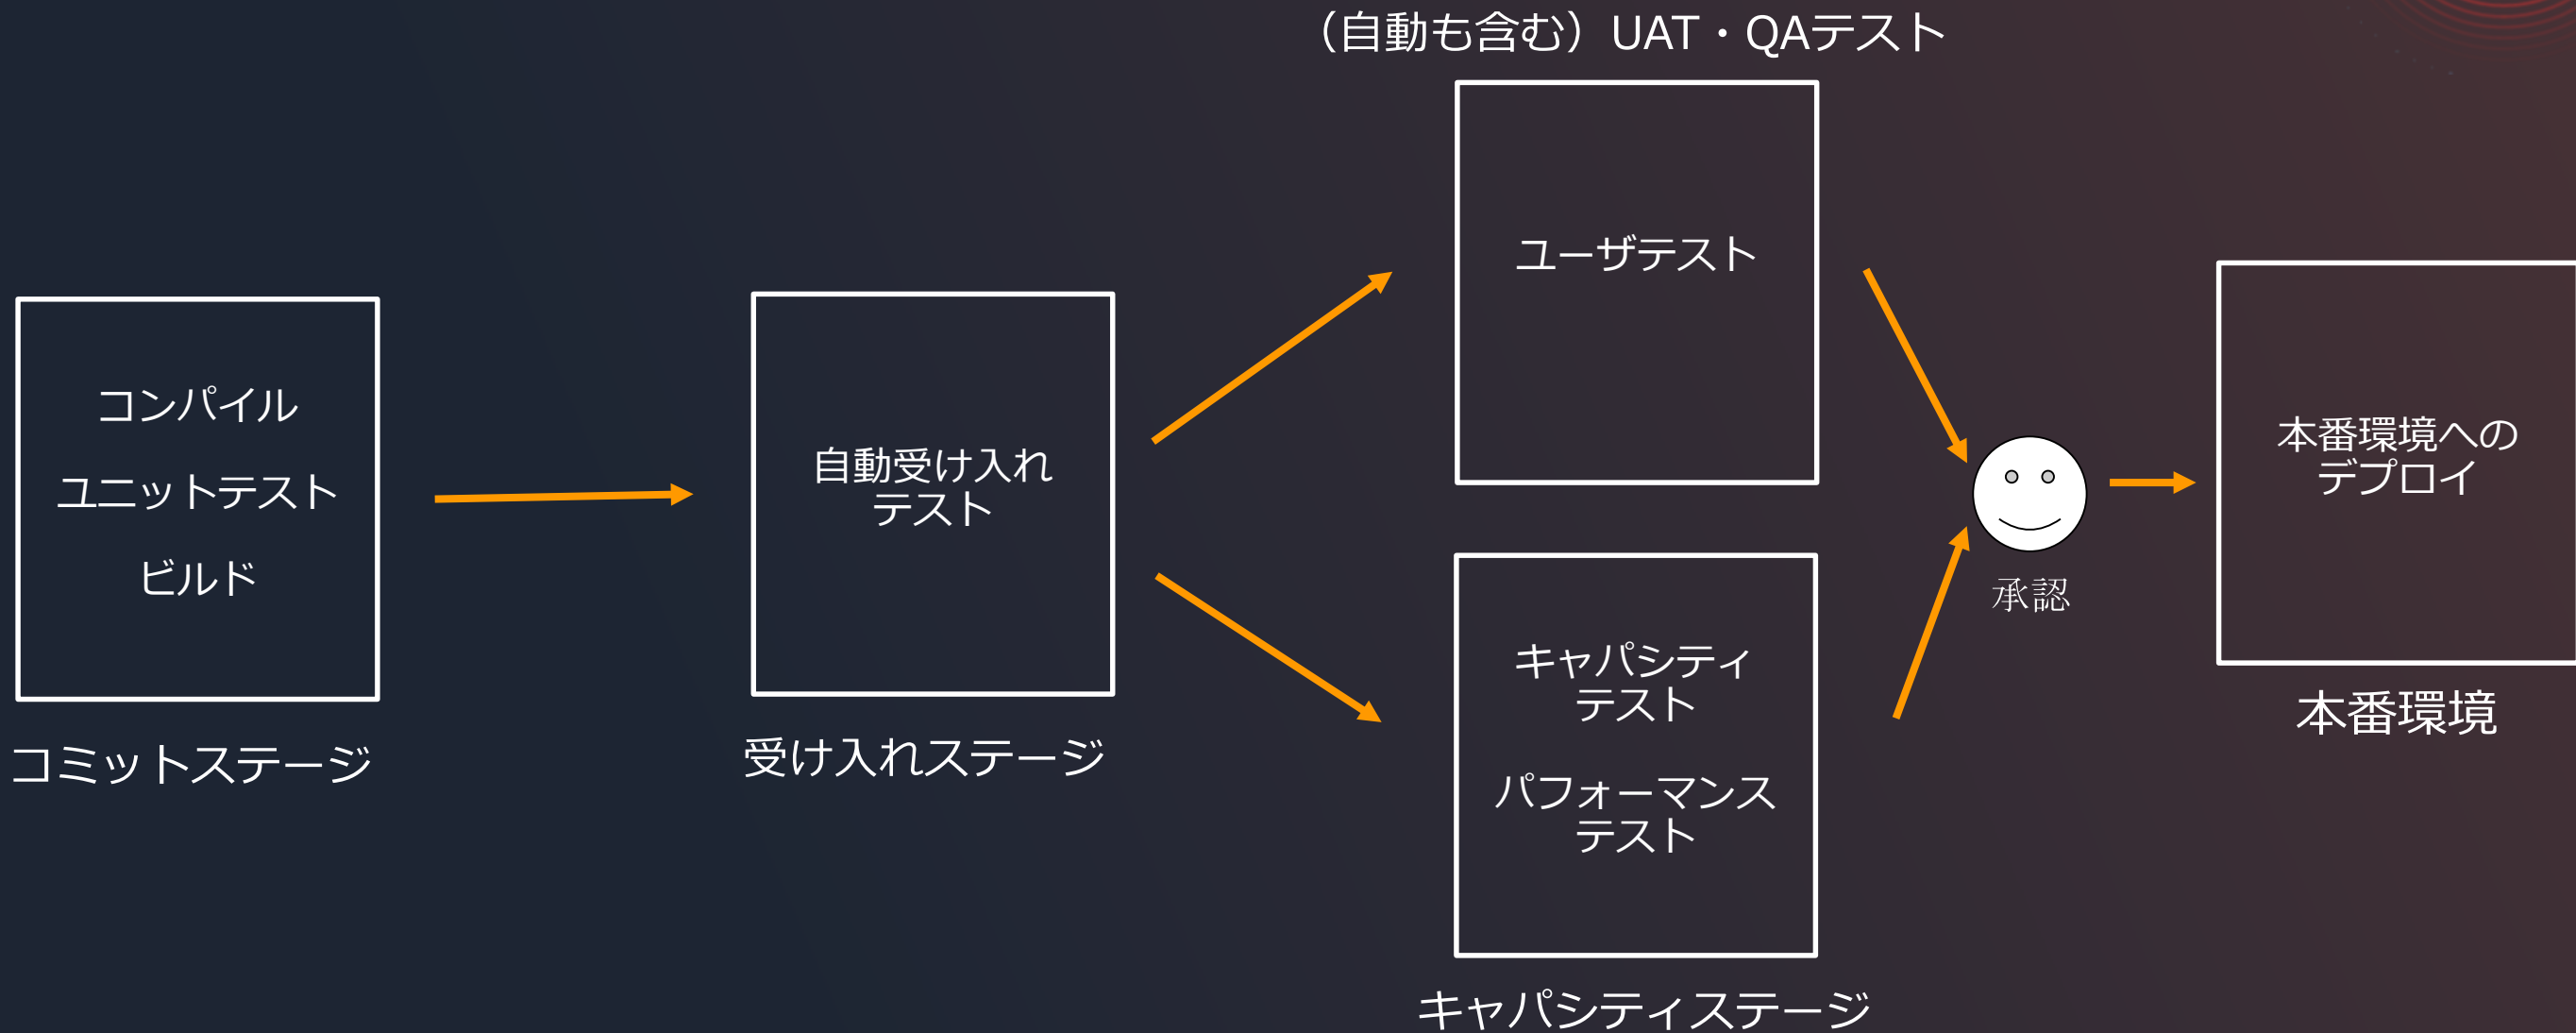 （自動も含む）UAT・QAテスト
コンパイル
ユニットテスト
ビルド
コミットステージ
自動受け入れ
テスト
受け入れステージ
ユーザテスト
キャパシティ
テスト
パフォーマンス
テスト
キャパシティステージ
承認
本番環境への
デプロイ
本番環境